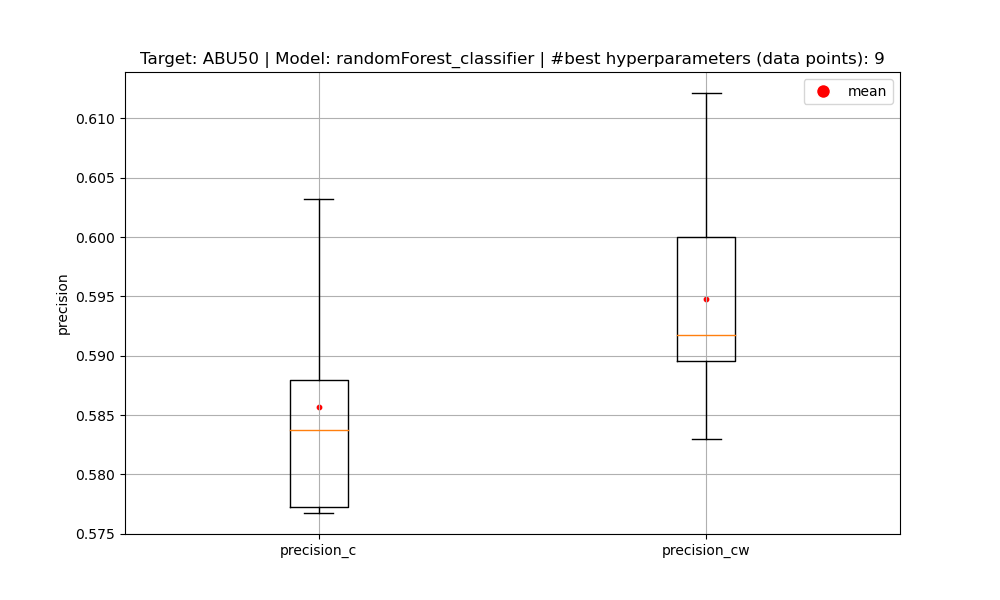 Target: ABU50 | Model: randomForest_classifier | #best hyperparameters (data points): 9
mean
0.610
0.605
0.600
0.595
0.590
0.585
0.580
0.575
precision
precision_c
precision_cw